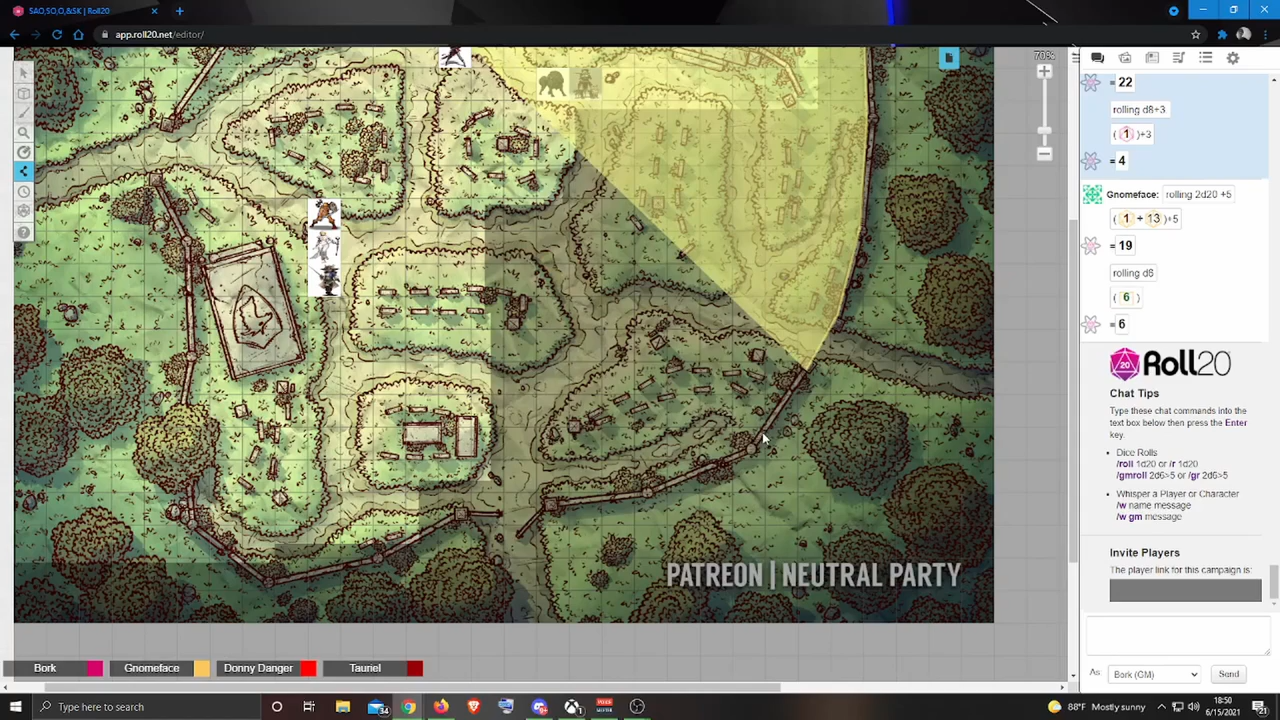 SAO,SO,O,&SK | Roll20
app.roll20.net/editor/
70%
= 22
rolling d8+3
( 1 )+3
= 4
Gnomeface: rolling 2d20 +5
( 1 + 13 )+5
= 19
rolling d6
( 6 )
= 6
Roll20
Chat Tips
Type these chat commands into the
text box below then press the Enter
key.
• Dice Rolls
/roll 1d20 or /r 1d20
/gmroll 2d6>5 or /gr 2d6>5
• Whisper a Player or Character
/w name message
/w gm message
Invite Players
The player link for this campaign is:
PATREON | NEUTRAL PARTY
Bork
Gnomeface
Donny Danger
Tauriel
As: Bork (GM) Send
Type here to search
34
88°F Mostly sunny
18:50
6/15/2021
21